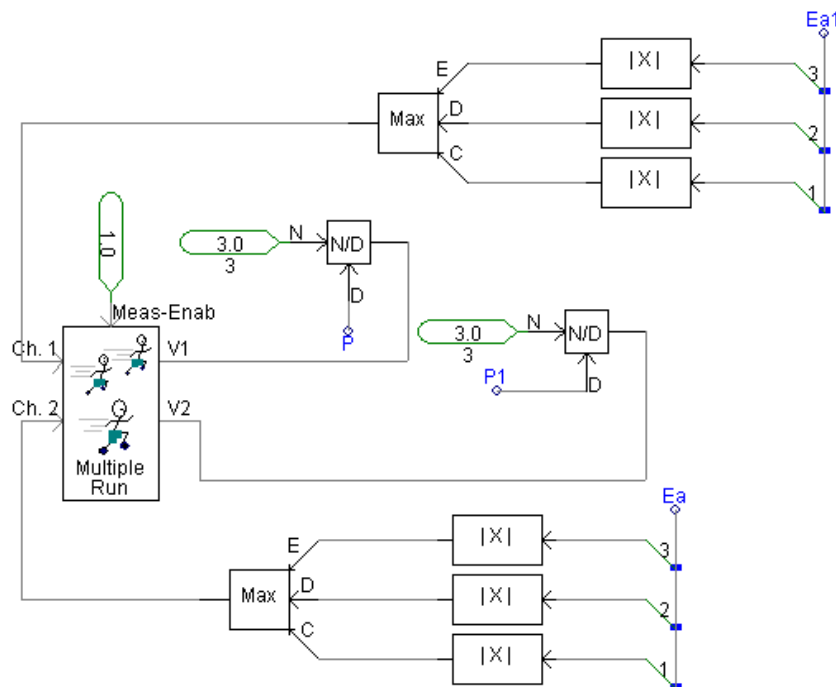 Ea1
E
|X|
3
Max
D
|X|
2
C
|X|
1
1.0
3.0
3
N
N/D
D
P
Meas-Enab
3.0
3
N
N/D
D
P1
Ch. 1
V1
Ch. 2
V2
Multiple
Run
Ea
E
|X|
3
Max
D
|X|
2
C
|X|
1